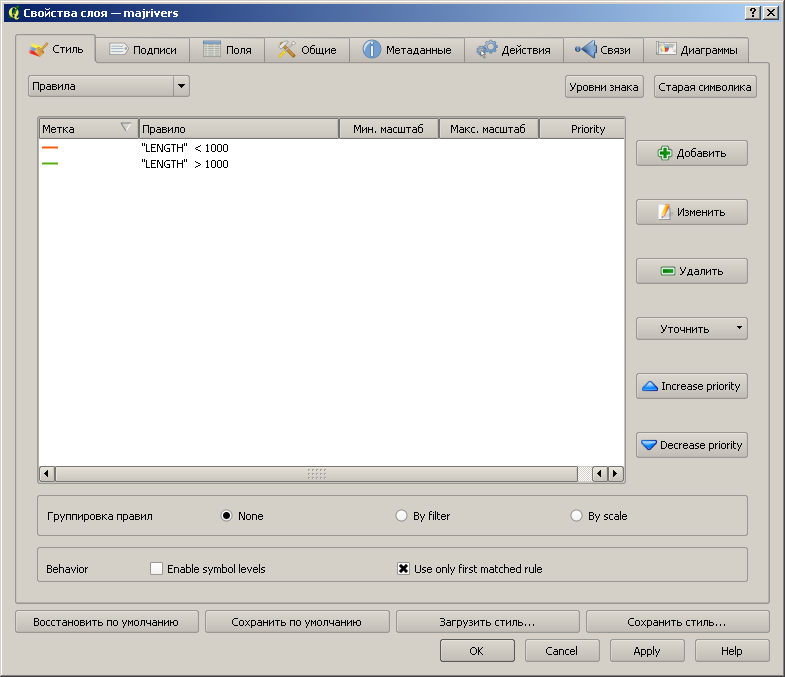 Свойства слоя — majrivers
Стиль Подписи Поля Общие Метаданные Действия Связи Диаграммы
Правила Уровни знака Старая символика
Метка Правило Мин. масштаб Макс. масштаб Priority
"LENGTH" < 1000
"LENGTH" > 1000
Добавить
Изменить
Удалить
Уточнить
Increase priority
Decrease priority
Группировка правил None By filter By scale
Behavior Enable symbol levels Use only first matched rule
Восстановить по умолчанию Сохранить по умолчанию Загрузить стиль... Сохранить стиль...
OK Cancel Apply Help